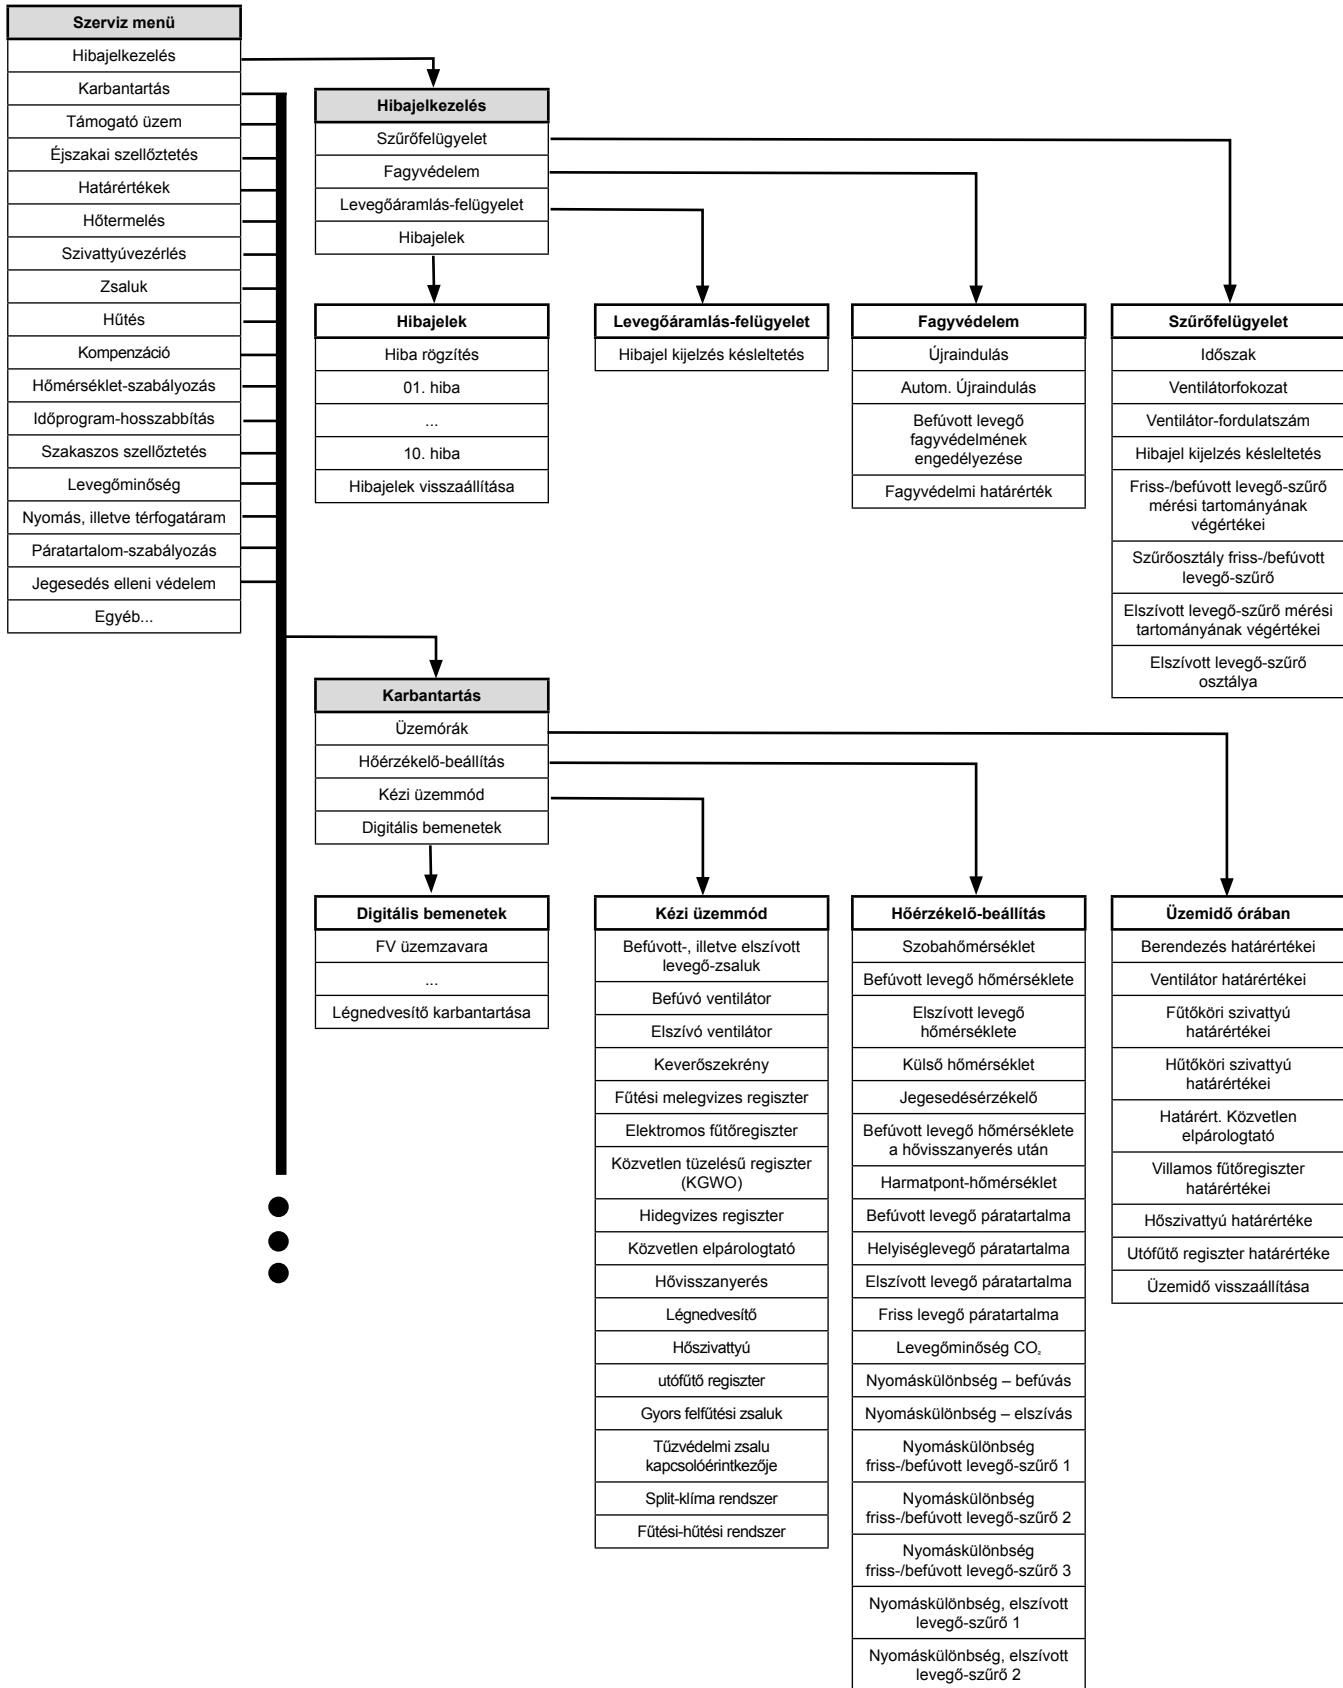 Szerviz menü
Hibajelkezelés
Karbantartás
Támogató üzem
Éjszakai szellőztetés
Határértékek
Hőtermelés
Szivattyúvezérlés
Zsaluk
Hűtés
Kompenzáció
Hőmérséklet-szabályozás
Időprogram-hosszabbítás
Szakaszos szellőztetés
Levegőminőség
Nyomás, illetve térfogatáram
Páratartalom-szabályozás
Jegesedés elleni védelem
Egyéb...
Hibajelkezelés
Szűrőfelügyelet
Fagyvédelem
Levegőáramlás-felügyelet
Hibajelek
Hibajelek
Hiba rögzítés
01. hiba
...
10. hiba
Hibajelek visszaállítása
Levegőáramlás-felügyelet
Hibajel kijelzés késleltetés
Fagyvédelem
Újraindulás
Autom. Újraindulás
Befúvott levegő
fagyvédelmének
engedélyezése
Fagyvédelmi határérték
Szűrőfelügyelet
Időszak
Ventilátorfokozat
Ventilátor-fordulatszám
Hibajel kijelzés késleltetés
Friss-/befúvott levegő-szűrő
mérési tartományának
végértékei
Szűrőosztály friss-/befúvott
levegő-szűrő
Elszívott levegő-szűrő mérési
tartományának végértékei
Elszívott levegő-szűrő
osztálya
Karbantartás
Üzemórák
Hőérzékelő-beállítás
Kézi üzemmód
Digitális bemenetek
Digitális bemenetek
FV üzemzavara
...
Légnedvesítő karbantartása
Kézi üzemmód
Befúvott-, illetve elszívott
levegő-zsaluk
Befúvó ventilátor
Elszívó ventilátor
Keverőszekrény
Fűtési melegvizes regiszter
Elektromos fűtőregiszter
Közvetlen tüzelésű regiszter
(KGWO)
Hidegvizes regiszter
Közvetlen elpárologtató
Hővisszanyerés
Légnedvesítő
Hőszivattyú
utófűtő regiszter
Gyors felfűtési zsaluk
Tűzvédelmi zsalu
kapcsolóérintkezője
Split-klíma rendszer
Fűtési-hűtési rendszer
Hőérzékelő-beállítás
Szobahőmérséklet
Befúvott levegő hőmérséklete
Elszívott levegő
hőmérséklete
Külső hőmérséklet
Jegesedésérzékelő
Befúvott levegő hőmérséklete
a hővisszanyerés után
Harmatpont-hőmérséklet
Befúvott levegő páratartalma
Helyiséglevegő páratartalma
Elszívott levegő páratartalma
Friss levegő páratartalma
Levegőminőség CO₂
Nyomáskülönbség – befúvás
Nyomáskülönbség – elszívás
Nyomáskülönbség
friss-/befúvott levegő-szűrő 1
Nyomáskülönbség
friss-/befúvott levegő-szűrő 2
Nyomáskülönbség
friss-/befúvott levegő-szűrő 3
Nyomáskülönbség, elszívott
levegő-szűrő 1
Nyomáskülönbség, elszívott
levegő-szűrő 2
Üzemidő órában
Berendezés határértékei
Ventilátor határértékei
Fűtőköri szivattyú
határértékei
Hűtőköri szivattyú
határértékei
Határért. Közvetlen
elpárologtató
Villamos fűtőregiszter
határértékei
Hőszivattyú határértéke
Utófűtő regiszter határértéke
Üzemidő visszaállítása